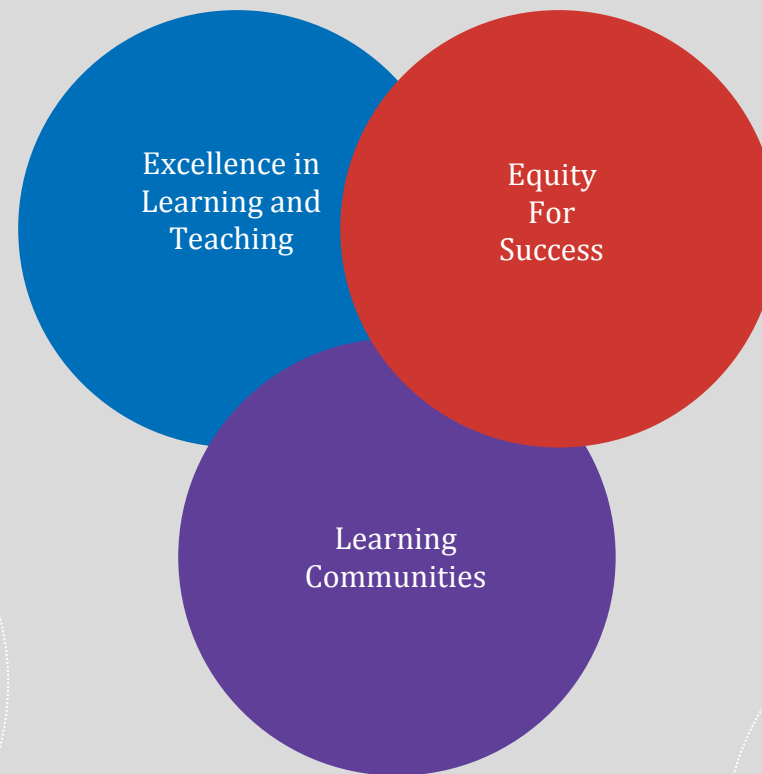 Excellence in
Learning and
Teaching
Equity
For
Success
Learning
Communities